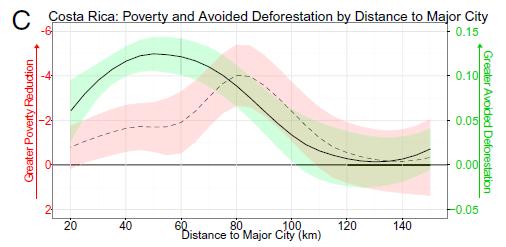 C
Costa Rica: Poverty and Avoided Deforestation by Distance to Major City
-6
-4
-2
0
2
Greater Poverty Reduction
0.15
0.10
0.05
0.00
-0.05
Greater Avoided Deforestation
20 40 60 80 100 120 140
Distance to Major City (km)